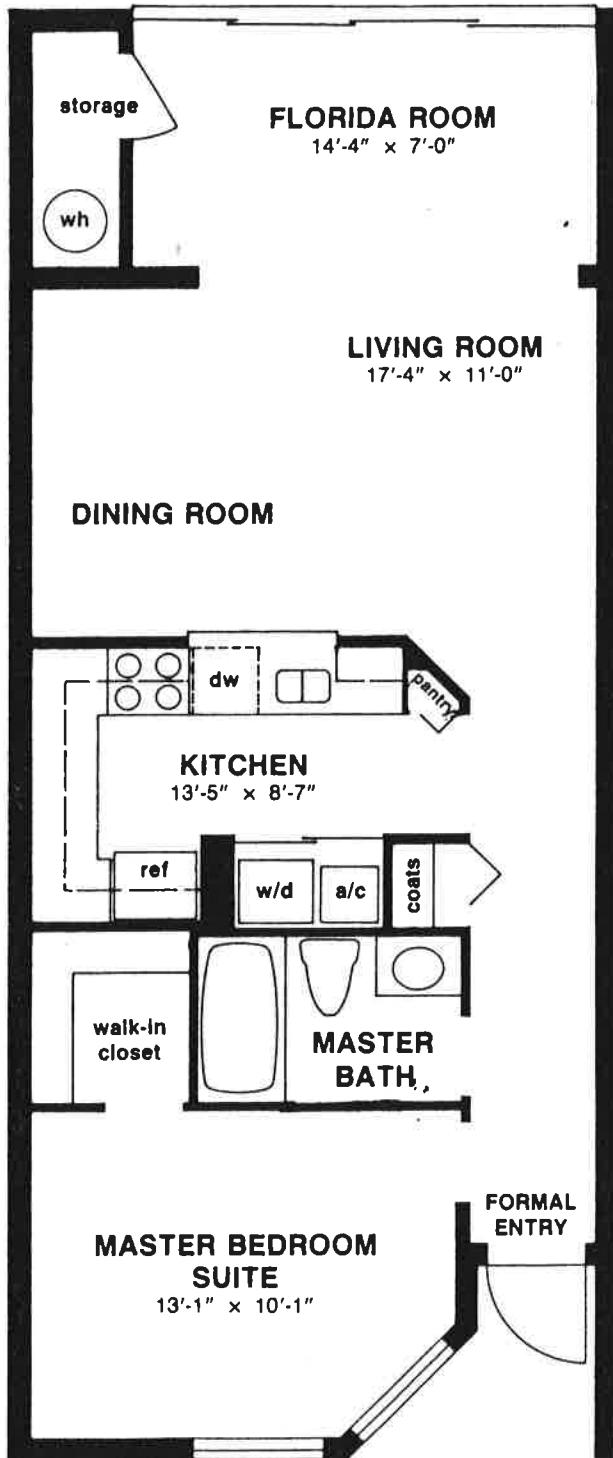 storage
FLORIDA ROOM
14'-4" × 7'-0"
wh
LIVING ROOM
17'-4" × 11'-0"
DINING ROOM
dw
pantry
KITCHEN
13'-5" × 8'-7"
ref
w/d
a/c
coats
walk-in
closet
MASTER
BATH
FORMAL
ENTRY
MASTER BEDROOM
SUITE
13'-1" × 10'-1"